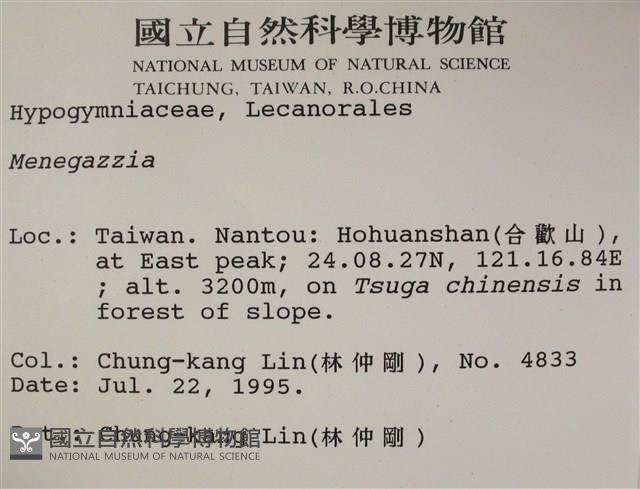 國立自然科學博物館
NATIONAL MUSEUM OF NATURAL SCIENCE
TAICHUNG, TAIWAN, R.O.CHINA
Hypogymniaceae, Lecanorales
Menegazzia
Loc.: Taiwan. Nantou: Hohuanshan(合歡山),
at East peak; 24.08.27N, 121.16.84E
; alt. 3200m, on Tsuga chinensis in
forest of slope.
Col.: Chung-kang Lin(林仲剛), No. 4833
Date: Jul. 22, 1995.
Det.: Chung-kang Lin(林仲剛)
國立自然科學博物館
NATIONAL MUSEUM OF NATURAL SCIENCE